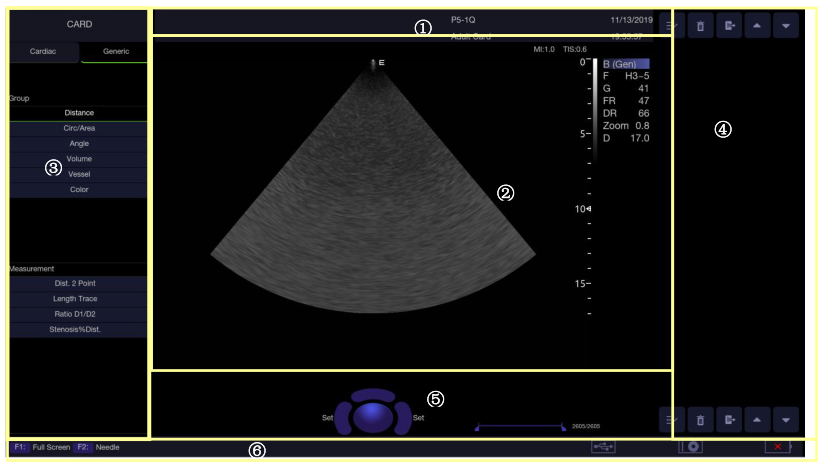 CARD
P5-1Q 11/13/2019
①
Adult Card 19:55:57
Cardiac Generic
MI:1.0 TIS:0.6
E
0
B (Gen)
F H3~5
G 41
FR 47
DR 66
Zoom 0.8
D 17.0
5
10
15
②
Group
Distance
Circ/Area
Angle
Volume
③
Vessel
Color
④
Measurement
Dist. 2 Point
Length Trace
Ratio D1/D2
Stenosis%Dist.
⑤
Set Set
2605/2605
F1: Full Screen F2: Needle
⑥